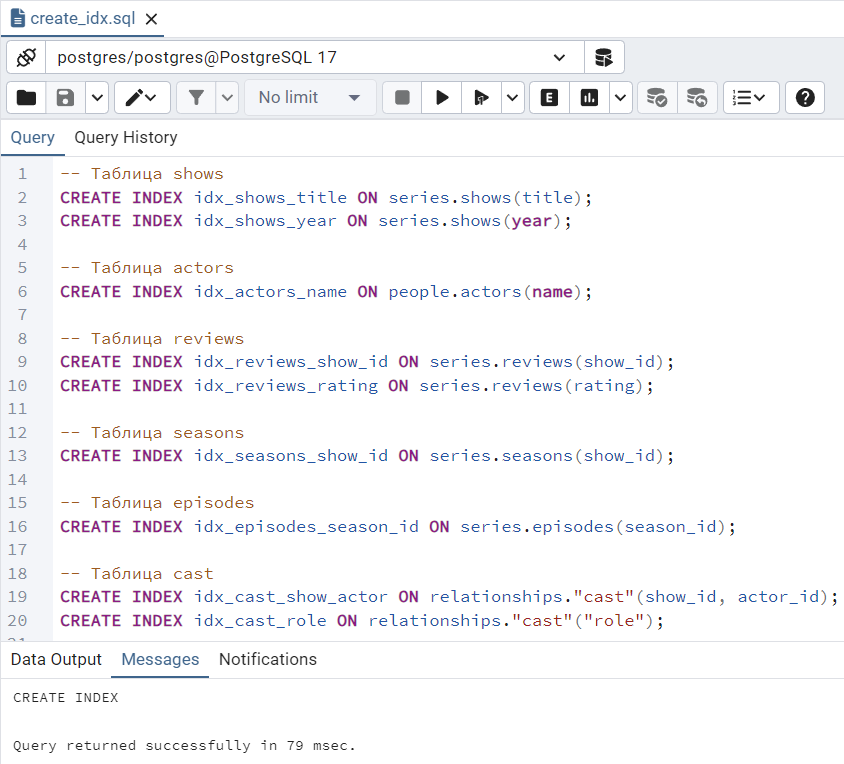 create_idx.sql
postgres/postgres@PostgreSQL 17
No limit
E
Query Query History
1 -- Таблица shows
2 CREATE INDEX idx_shows_title ON series.shows(title);
3 CREATE INDEX idx_shows_year ON series.shows(year);
4
5 -- Таблица actors
6 CREATE INDEX idx_actors_name ON people.actors(name);
7
8 -- Таблица reviews
9 CREATE INDEX idx_reviews_show_id ON series.reviews(show_id);
10 CREATE INDEX idx_reviews_rating ON series.reviews(rating);
11
12 -- Таблица seasons
13 CREATE INDEX idx_seasons_show_id ON series.seasons(show_id);
14
15 -- Таблица episodes
16 CREATE INDEX idx_episodes_season_id ON series.episodes(season_id);
17
18 -- Таблица cast
19 CREATE INDEX idx_cast_show_actor ON relationships."cast"(show_id, actor_id);
20 CREATE INDEX idx_cast_role ON relationships."cast"("role");
Data Output Messages Notifications
CREATE INDEX
Query returned successfully in 79 msec.